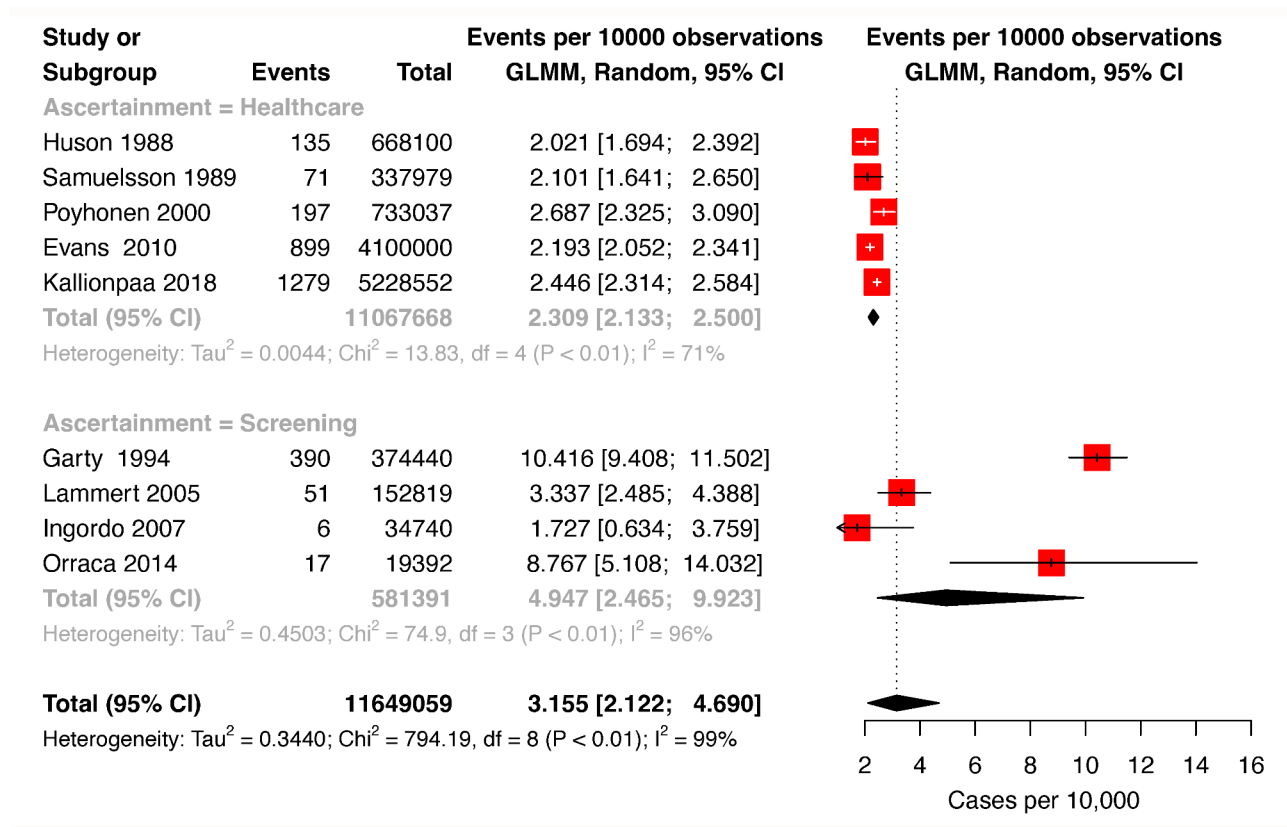 Study or Events per 10000 observations Events per 10000 observations
Subgroup Events Total GLMM, Random, 95% CI GLMM, Random, 95% CI
Ascertainment = Healthcare
Huson 1988 135 668100 2.021 [1.694; 2.392]
Samuelsson 1989 71 337979 2.101 [1.641; 2.650]
Poyhonen 2000 197 733037 2.687 [2.325; 3.090]
Evans 2010 899 4100000 2.193 [2.052; 2.341]
Kallionpaa 2018 1279 5228552 2.446 [2.314; 2.584]
Total (95% CI) 11067668 2.309 [2.133; 2.500]
Heterogeneity: Tau² = 0.0044; Chi² = 13.83, df = 4 (P < 0.01); I² = 71%
Ascertainment = Screening
Garty 1994 390 374440 10.416 [9.408; 11.502]
Lammert 2005 51 152819 3.337 [2.485; 4.388]
Ingordo 2007 6 34740 1.727 [0.634; 3.759]
Orraca 2014 17 19392 8.767 [5.108; 14.032]
Total (95% CI) 581391 4.947 [2.465; 9.923]
Heterogeneity: Tau² = 0.4503; Chi² = 74.9, df = 3 (P < 0.01); I² = 96%
Total (95% CI) 11649059 3.155 [2.122; 4.690]
Heterogeneity: Tau² = 0.3440; Chi² = 794.19, df = 8 (P < 0.01); I² = 99%
2 4 6 8 10 12 14 16
Cases per 10,000